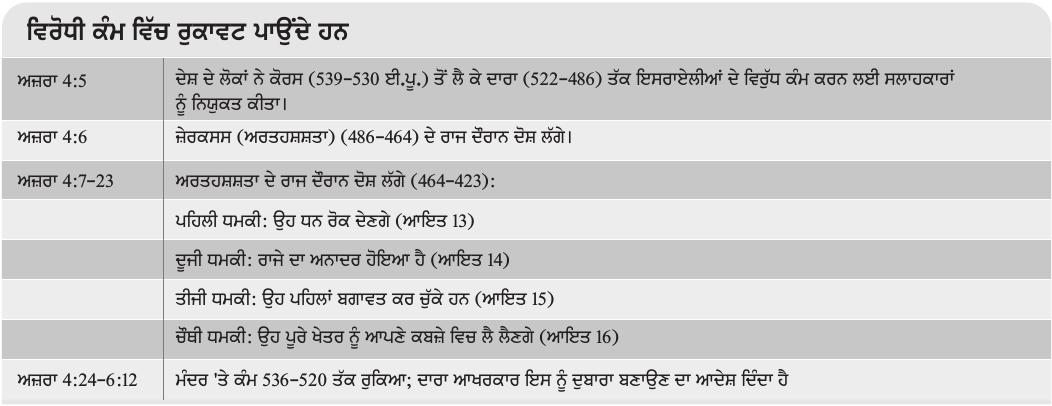 ਵਿਰੋਧੀ ਕੰਮ ਵਿੱਚ ਰੁਕਾਵਟ ਪਾਉਂਦੇ ਹਨ
ਅਜ਼ਰਾ 4:5 ਦੇਸ਼ ਦੇ ਲੋਕਾਂ ਨੇ ਕੋਰਸ (539–530 ਈ.ਪੂ.) ਤੋਂ ਲੈ ਕੇ ਦਾਰਾ (522–486) ਤੱਕ ਇਸਰਾਏਲੀਆਂ ਦੇ ਵਿਰੁੱਧ ਕੰਮ ਕਰਨ ਲਈ ਸਲਾਹਕਾਰਾਂ
ਨੂੰ ਨਿਯੁਕਤ ਕੀਤਾ।
ਅਜ਼ਰਾ 4:6 ਜ਼ੇਰਕਸਸ (ਅਰਤਹਸ਼ਸ਼ਤਾ) (486–464) ਦੇ ਰਾਜ ਦੌਰਾਨ ਦੋਸ਼ ਲੱਗੇ।
ਅਜ਼ਰਾ 4:7–23 ਅਰਤਹਸ਼ਸ਼ਤਾ ਦੇ ਰਾਜ ਦੌਰਾਨ ਦੋਸ਼ ਲੱਗੇ (464–423):
ਪਹਿਲੀ ਧਮਕੀ: ਉਹ ਧਨ ਰੋਕ ਦੇਣਗੇ (ਆਇਤ 13)
ਦੂਜੀ ਧਮਕੀ: ਰਾਜੇ ਦਾ ਅਨਾਦਰ ਹੋਇਆ ਹੈ (ਆਇਤ 14)
ਤੀਜੀ ਧਮਕੀ: ਉਹ ਪਹਿਲਾਂ ਬਗਾਵਤ ਕਰ ਚੁੱਕੇ ਹਨ (ਆਇਤ 15)
ਚੌਥੀ ਧਮਕੀ: ਉਹ ਪੂਰੇ ਖੇਤਰ ਨੂੰ ਆਪਣੇ ਕਬਜ਼ੇ ਵਿਚ ਲੈ ਲੈਣਗੇ (ਆਇਤ 16)
ਅਜ਼ਰਾ 4:24–6:12 ਮੰਦਰ 'ਤੇ ਕੰਮ 536–520 ਤੱਕ ਰੁਕਿਆ; ਦਾਰਾ ਆਖਰਕਾਰ ਇਸ ਨੂੰ ਦੁਬਾਰਾ ਬਣਾਉਣ ਦਾ ਆਦੇਸ਼ ਦਿੰਦਾ ਹੈ